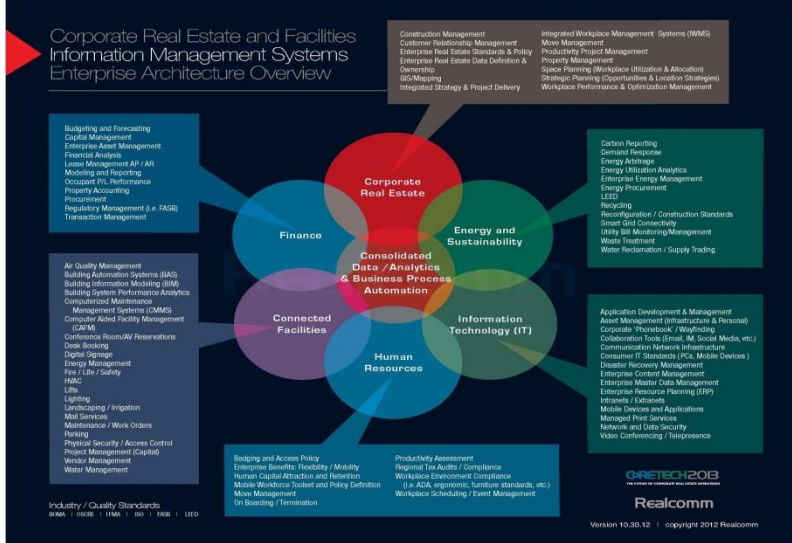 Corporate Real Estate and Facilities
Information Management Systems
Enterprise Architecture Overview
Construction Management
Customer Relationship Management
Enterprise Real Estate Standards & Policy
Enterprise Real Estate Data Definition &
Ownership
GIS/Mapping
Integrated Strategy & Project Delivery
Integrated Workplace Management Systems (IWMS)
Move Management
Productivity Project Management
Property Management
Space Planning (Workplace Utilization & Allocation)
Strategic Planning (Opportunities & Location Strategies)
Workplace Performance & Optimization Management
Budgeting and Forecasting
Capital Management
Enterprise Asset Management
Financial Analysis
Lease Management AP / AR
Modeling and Reporting
Occupant P/L Performance
Property Accounting
Procurement
Regulatory Management (i.e. FASB)
Transaction Management
Carbon Reporting
Demand Response
Energy Arbitrage
Energy Utilization Analytics
Enterprise Energy Management
Energy Procurement
LEED
Recycling
Reconfiguration / Construction Standards
Smart Grid Connectivity
Utility Bill Monitoring/Management
Waste Treatment
Water Reclamation / Supply Trading
Corporate
Real Estate
Finance
Energy and
Sustainability
Consolidated
Data /Analytics
& Business Process
Automation
Connected
Facilities
Information
Technology (IT)
Human
Resources
Realcomm
Air Quality Management
Building Automation Systems (BAS)
Building Information Modeling (BIM)
Building System Performance Analytics
Computerized Maintenance
Management Systems (CMMS)
Computer Aided Facility Management
(CAFM)
Conference Room/AV Reservations
Desk Booking
Digital Signage
Energy Management
Fire / Life / Safety
HVAC
Lifts
Lighting
Landscaping / Irrigation
Mail Services
Maintenance / Work Orders
Parking
Physical Security / Access Control
Project Management (Capital)
Vendor Management
Water Management
Application Development & Management
Asset Management (Infrastructure & Personal)
Corporate 'Phonebook' / Wayfinding
Collaboration Tools (Email, IM, Social Media, etc.)
Communication Network Infrastructure
Consumer IT Standards (PCs, Mobile Devices )
Disaster Recovery Management
Enterprise Content Management
Enterprise Master Data Management
Enterprise Resource Planning (ERP)
Intranets / Extranets
Mobile Devices and Applications
Managed Print Services
Network and Data Security
Video Conferencing / Telepresence
Badging and Access Policy
Enterprise Benefits: Flexibility / Mobility
Human Capital Attraction and Retention
Mobile Workforce Toolset and Policy Definition
Move Management
On Boarding / Termination
Productivity Assessment
Regional Tax Audits / Compliance
Workplace Environment Compliance
(i.e. ADA, ergonomic, furniture standards, etc.)
Workplace Scheduling / Event Management
Industry / Quality Standards
BOMA | OSCRE | IFMA | ISO | FASB | LEED
CORETECH2013
THE FUTURE OF CORPORATE REAL ESTATE OPERATIONS
Realcomm
Version 10.30.12 | copyright 2012 Realcomm